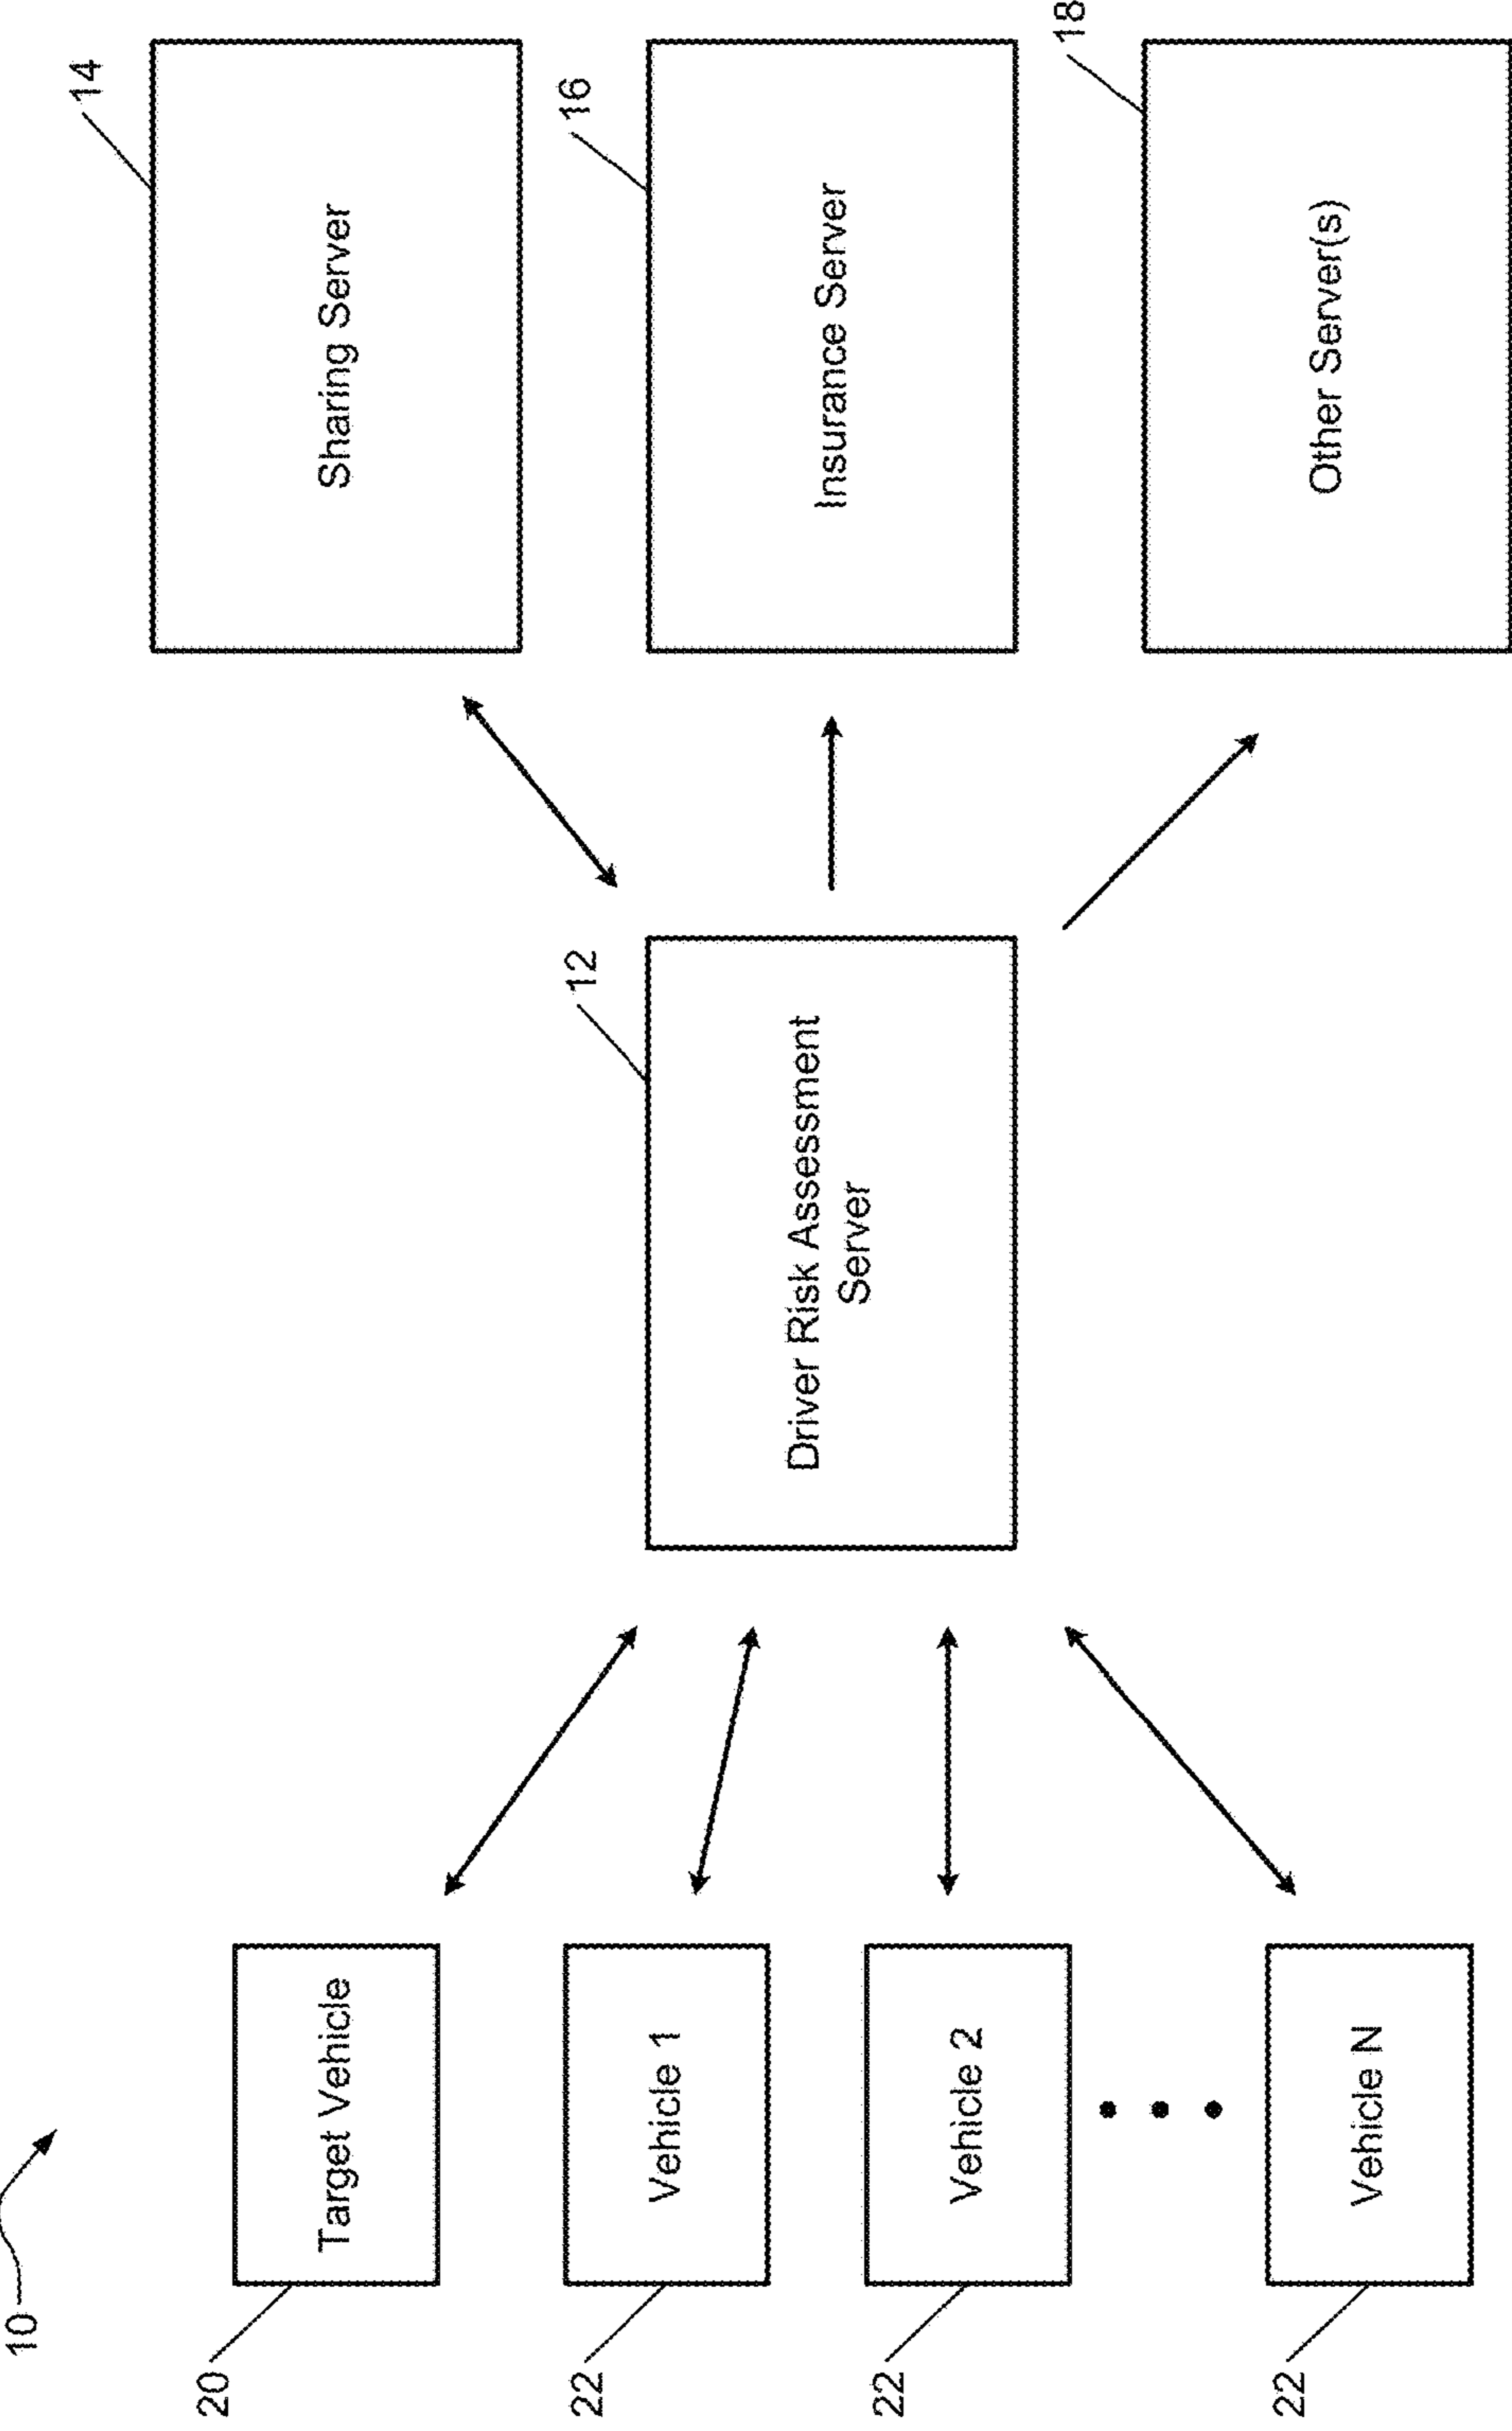 10
20
Target Vehicle
22
Vehicle 1
22
Vehicle 2
22
Vehicle N
12
Driver Risk Assessment
Server
14
Sharing Server
16
Insurance Server
18
Other Server(s)